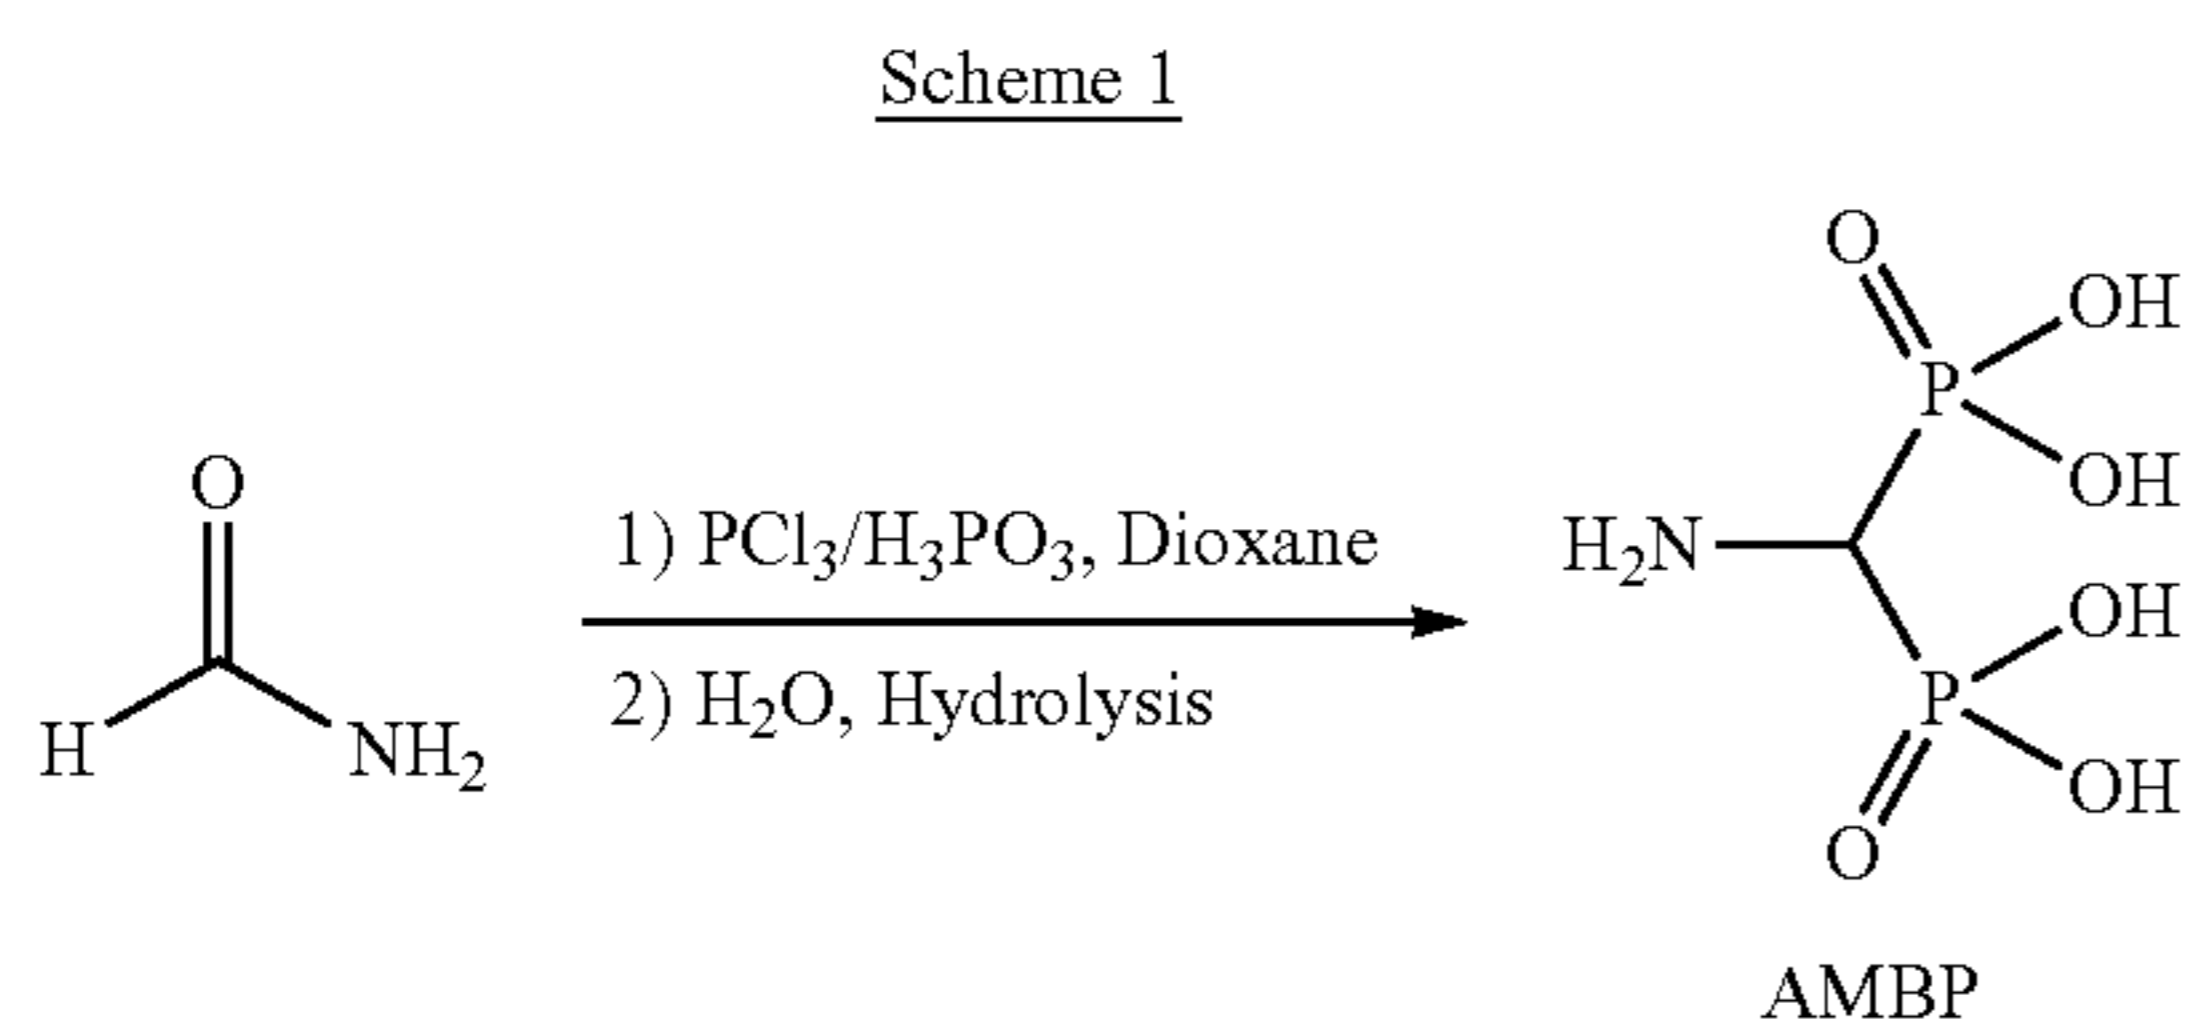 Scheme 1
O
H
NH₂
1) PCl₃/H₃PO₃, Dioxane
2) H₂O, Hydrolysis
O
OH
P
OH
H₂N
OH
P
OH
O
AMBP